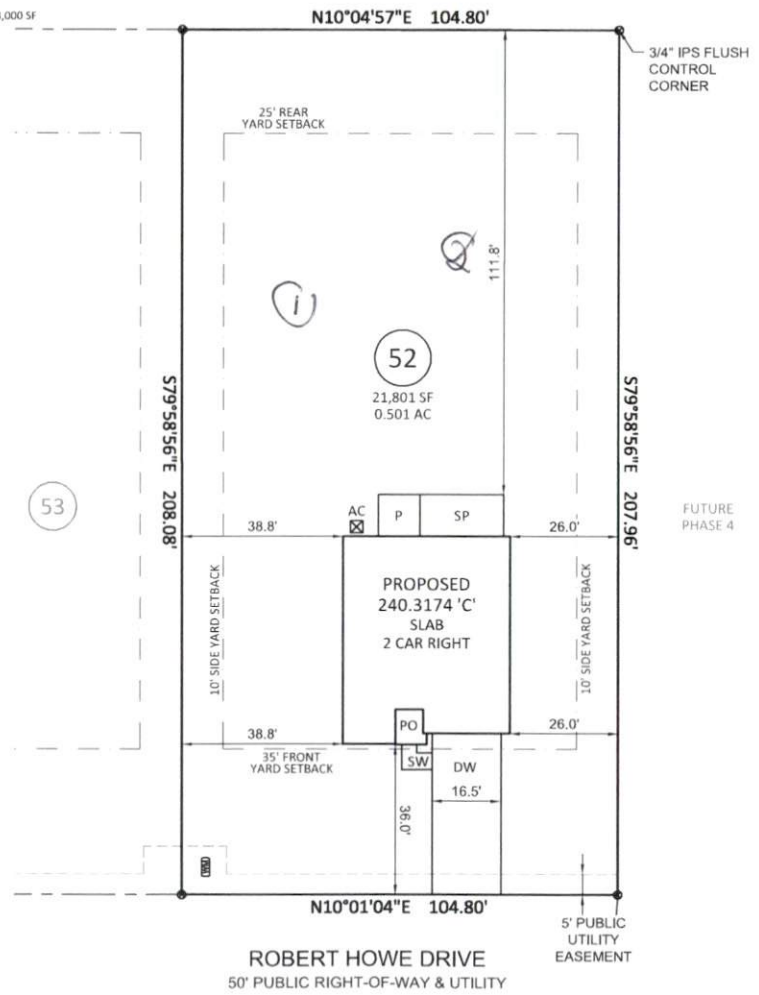 ,000 SF
N10°04'57"E 104.80'
3/4" IPS FLUSH
CONTROL
CORNER
25' REAR
YARD SETBACK
111.8'
1
2
52
21,801 SF
0.501 AC
S79°58'56"E 208.08'
S79°58'56"E 207.96'
53
FUTURE
PHASE 4
AC
P
SP
38.8'
26.0'
PROPOSED
240.3174 'C'
SLAB
2 CAR RIGHT
10' SIDE YARD SETBACK
10' SIDE YARD SETBACK
PO
38.8'
26.0'
35' FRONT
YARD SETBACK
SW
DW
16.5'
36.0'
N10°01'04"E 104.80'
5' PUBLIC
UTILITY
EASEMENT
ROBERT HOWE DRIVE
50' PUBLIC RIGHT-OF-WAY & UTILITY